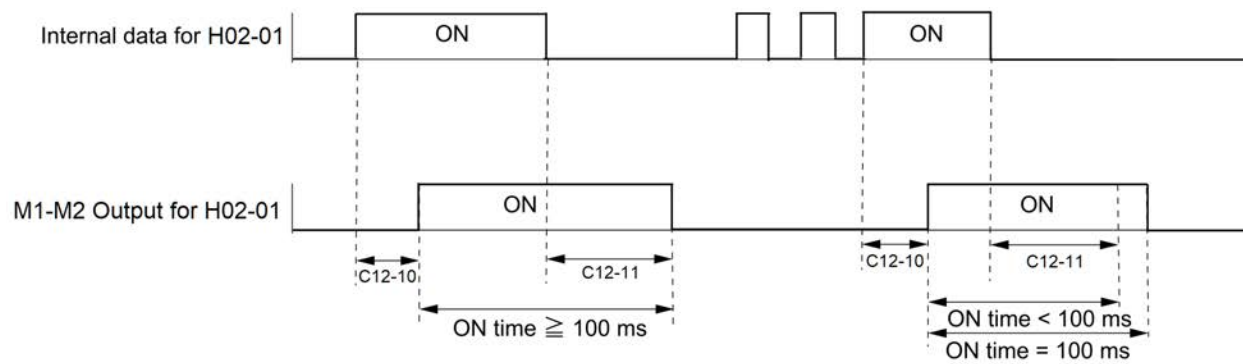 Internal data for H02-01
ON
ON
M1-M2 Output for H02-01
ON
ON
C12-10
C12-11
C12-10
C12-11
ON time ≧ 100 ms
ON time < 100 ms
ON time = 100 ms